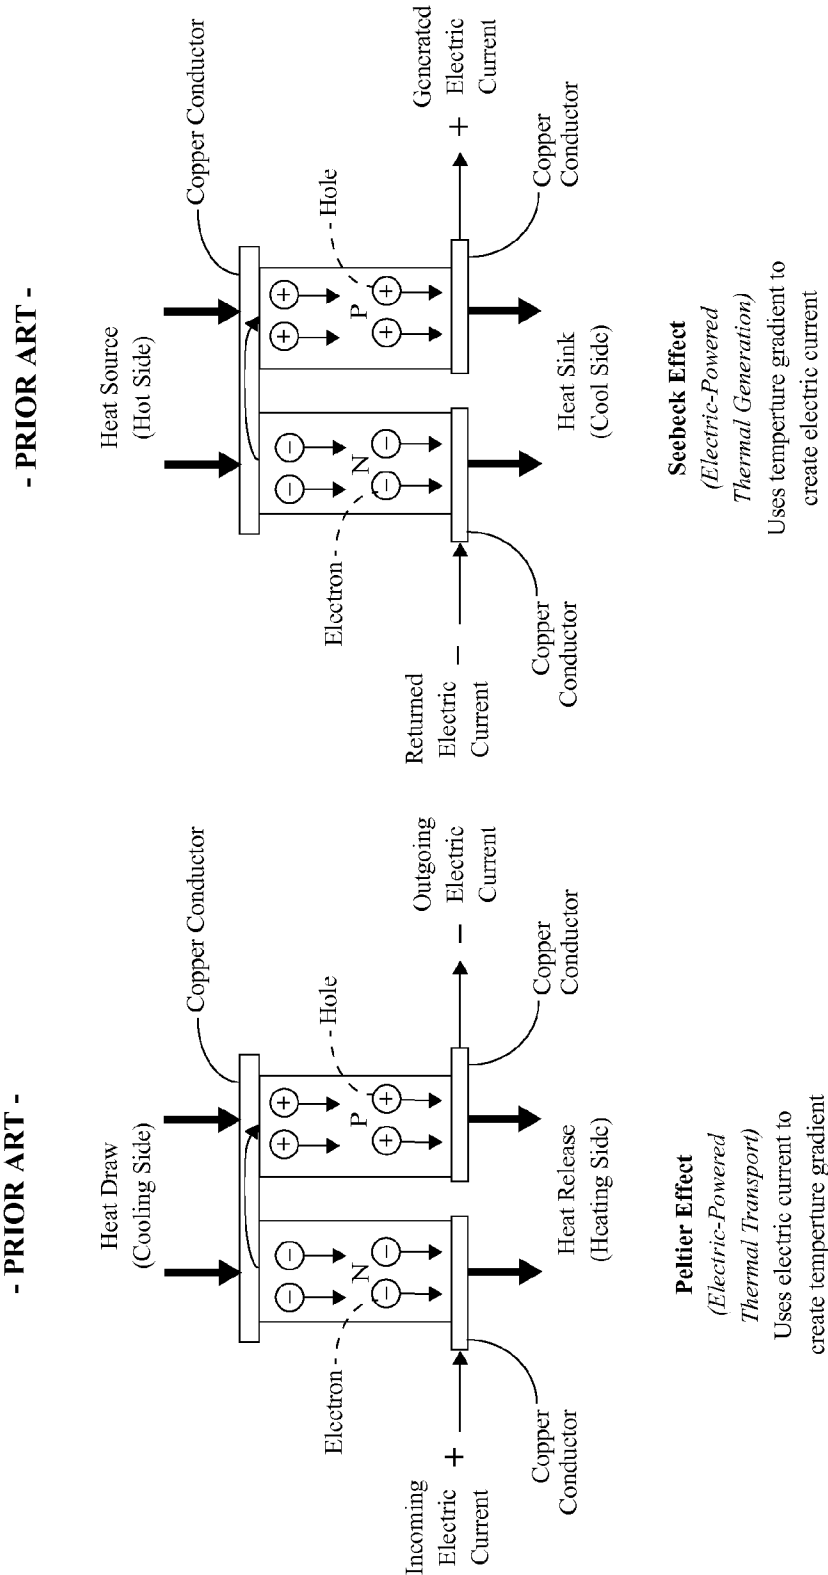 - PRIOR ART -
Heat Draw
(Cooling Side)
Copper Conductor
Electron
Hole
− − + +
N P
− − + +
Incoming
Electric +
Current
− Outgoing
Electric
Current
Copper
Conductor
Copper
Conductor
Heat Release
(Heating Side)
Peltier Effect
(Electric-Powered
Thermal Transport)
Uses electric current to
create temperture gradient
- PRIOR ART -
Heat Source
(Hot Side)
Copper Conductor
Electron
Hole
− − + +
N P
− − + +
Returned
Electric −
Current
+ Generated
Electric
Current
Copper
Conductor
Copper
Conductor
Heat Sink
(Cool Side)
Seebeck Effect
(Electric-Powered
Thermal Generation)
Uses temperture gradient to
create electric current